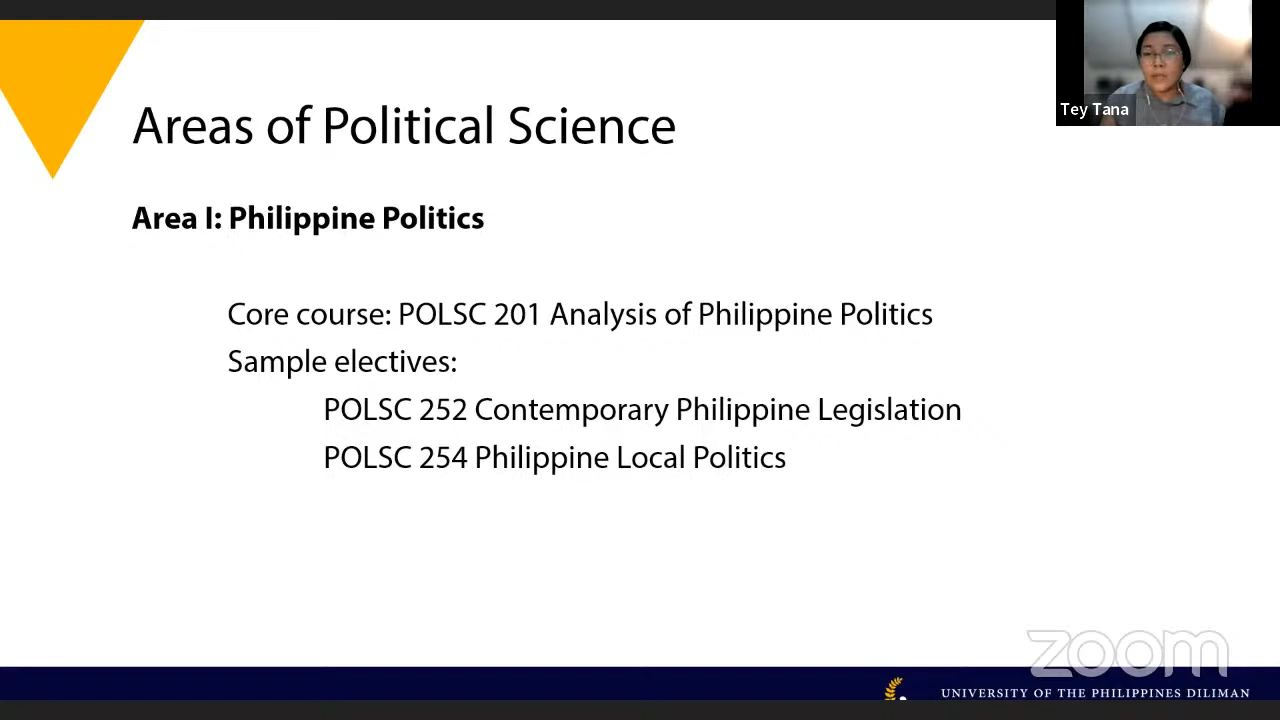 Areas of Political Science
Tey Tana
Area I: Philippine Politics
Core course: POLSC 201 Analysis of Philippine Politics
Sample electives:
POLSC 252 Contemporary Philippine Legislation
POLSC 254 Philippine Local Politics
zoom
UNIVERSITY OF THE PHILIPPINES DILIMAN